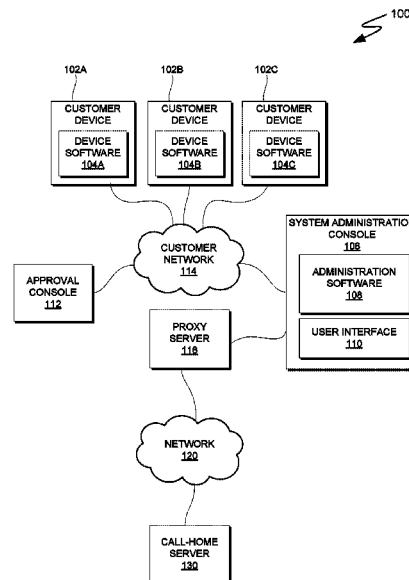 100
102A
102B
102C
CUSTOMER DEVICE
DEVICE SOFTWARE
104A
CUSTOMER DEVICE
DEVICE SOFTWARE
104B
CUSTOMER DEVICE
DEVICE SOFTWARE
104C
CUSTOMER NETWORK
114
SYSTEM ADMINISTRATION CONSOLE
106
ADMINISTRATION SOFTWARE
108
USER INTERFACE
110
APPROVAL CONSOLE
112
PROXY SERVER
116
NETWORK
120
CALL-HOME SERVER
130